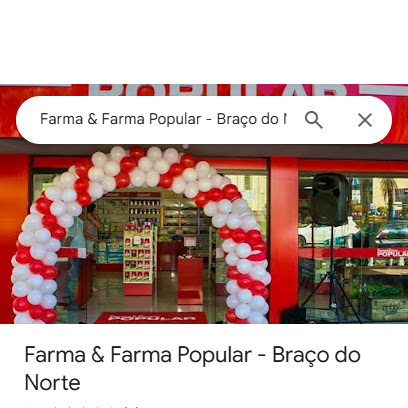 POPULAR
Farma & Farma Popular - Braço do N
POPULAR
POPULAR
Farma & Farma Popular - Braço do
Norte